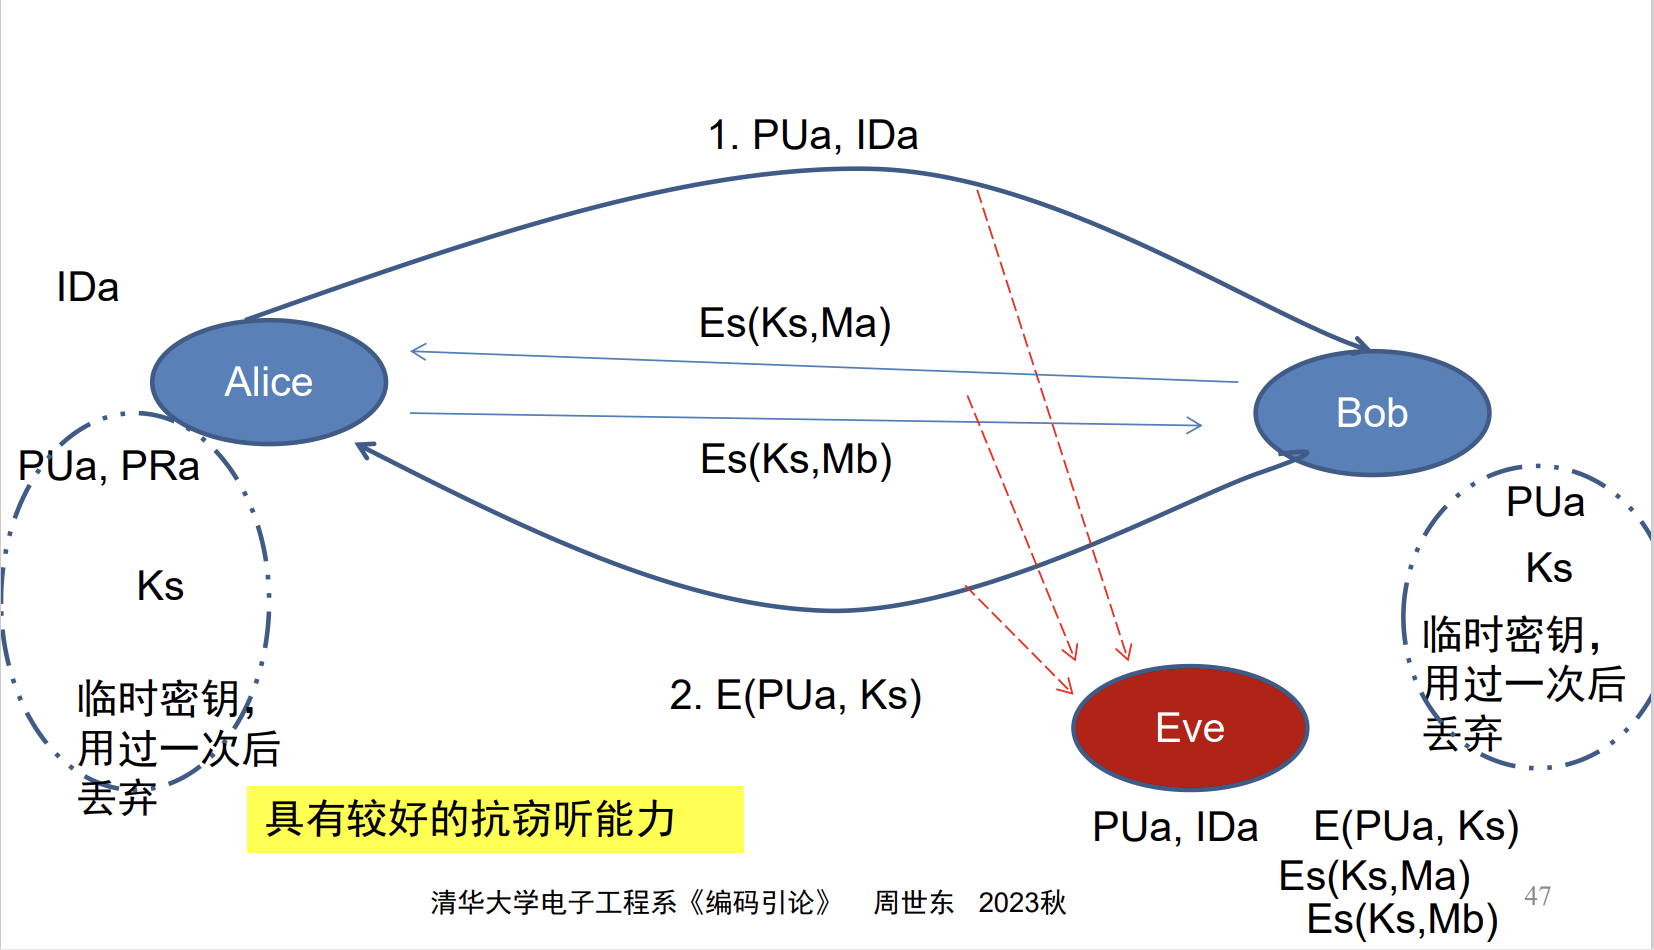 1. PUa, IDa
IDa
Es(Ks,Ma)
Alice
Bob
Es(Ks,Mb)
PUa, PRa
Ks
临时密钥，
用过一次后
丢弃
PUa
Ks
临时密钥，
用过一次后
丢弃
2. E(PUa, Ks)
Eve
具有较好的抗窃听能力
PUa, IDa
E(PUa, Ks)
Es(Ks,Ma)
Es(Ks,Mb)
清华大学电子工程系《编码引论》 周世东 2023秋
47